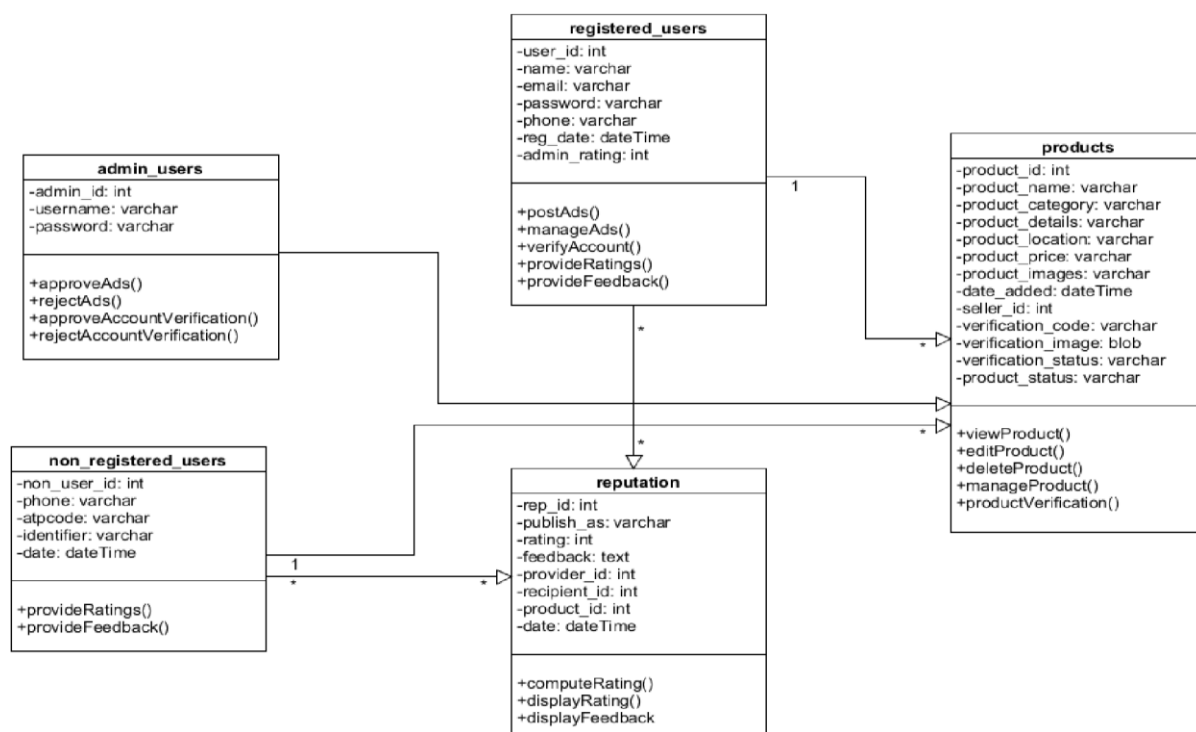 registered_users
-user_id: int
-name: varchar
-email: varchar
-password: varchar
-phone: varchar
-reg_date: dateTime
-admin_rating: int
+postAds()
+manageAds()
+verifyAccount()
+provideRatings()
+provideFeedback()
admin_users
-admin_id: int
-username: varchar
-password: varchar
+approveAds()
+rejectAds()
+approveAccountVerification()
+rejectAccountVerification()
products
-product_id: int
-product_name: varchar
-product_category: varchar
-product_details: varchar
-product_location: varchar
-product_price: varchar
-product_images: varchar
-date_added: dateTime
-seller_id: int
-verification_code: varchar
-verification_image: blob
-verification_status: varchar
-product_status: varchar
+viewProduct()
+editProduct()
+deleteProduct()
+manageProduct()
+productVerification()
1
*
*
*
*
non_registered_users
-non_user_id: int
-phone: varchar
-atpcode: varchar
-identifier: varchar
-date: dateTime
+provideRatings()
+provideFeedback()
1
*
*
reputation
-rep_id: int
-publish_as: varchar
-rating: int
-feedback: text
-provider_id: int
-recipient_id: int
-product_id: int
-date: dateTime
+computeRating()
+displayRating()
+displayFeedback